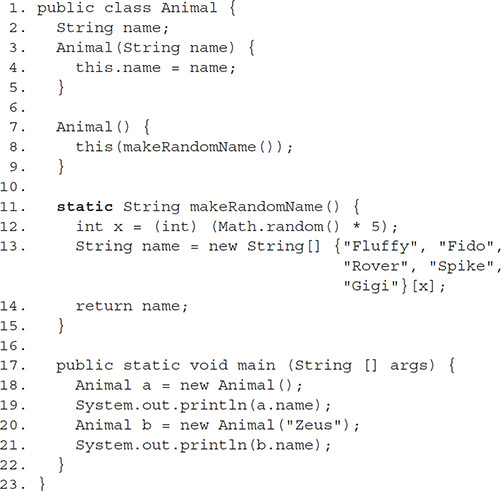 1. public class Animal {
2.   String name;
3.   Animal(String name) {
4.     this.name = name;
5.   }
6.
7.   Animal() {
8.     this(makeRandomName());
9.   }
10.
11.   static String makeRandomName() {
12.     int x = (int) (Math.random() * 5);
13.     String name = new String[] {"Fluffy", "Fido",
                                "Rover", "Spike",
                                "Gigi"}[x];
14.     return name;
15.   }
16.
17.   public static void main (String [] args) {
18.     Animal a = new Animal();
19.     System.out.println(a.name);
20.     Animal b = new Animal("Zeus");
21.     System.out.println(b.name);
22.   }
23. }